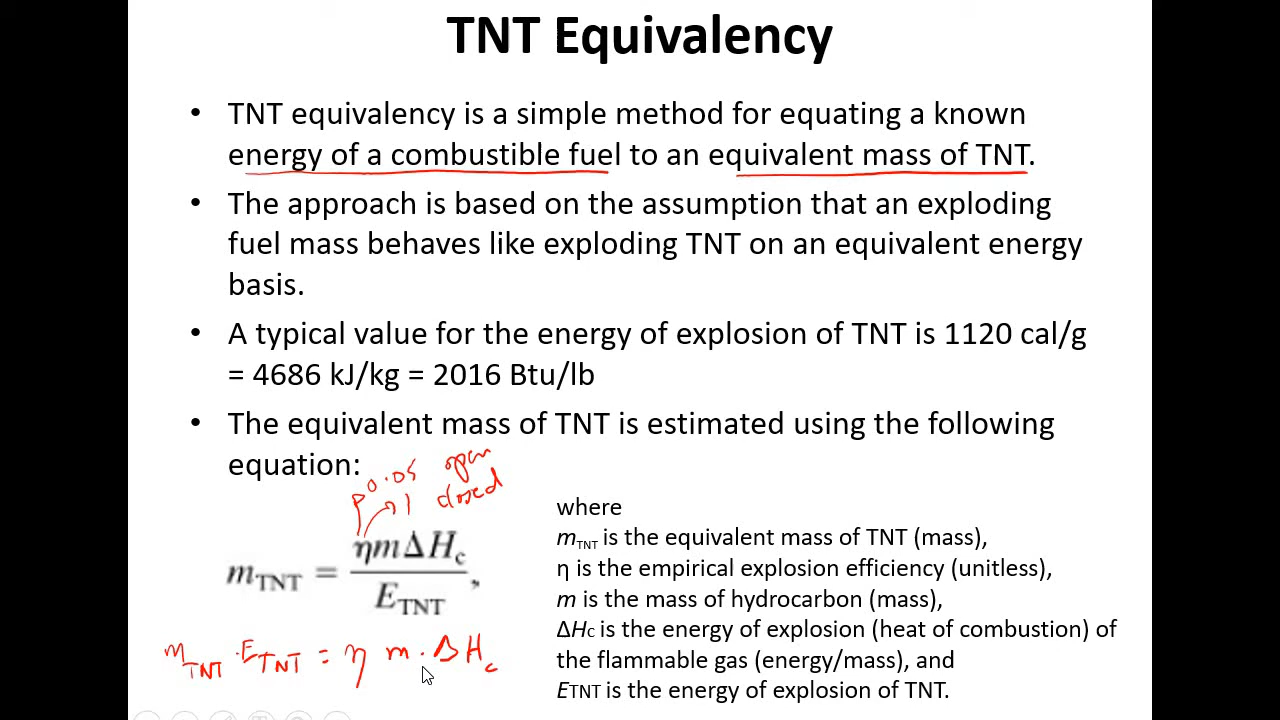 TNT Equivalency
• TNT equivalency is a simple method for equating a known
energy of a combustible fuel to an equivalent mass of TNT.
• The approach is based on the assumption that an exploding
fuel mass behaves like exploding TNT on an equivalent energy
basis.
• A typical value for the energy of explosion of TNT is 1120 cal/g
= 4686 kJ/kg = 2016 Btu/lb
• The equivalent mass of TNT is estimated using the following
equation:
0.05 open
1 closed
m_TNT = ηmΔH_c / E_TNT,
m_TNT · E_TNT = η m · Δ H_c
where
mTNT is the equivalent mass of TNT (mass),
η is the empirical explosion efficiency (unitless),
m is the mass of hydrocarbon (mass),
ΔHc is the energy of explosion (heat of combustion) of
the flammable gas (energy/mass), and
ETNT is the energy of explosion of TNT.